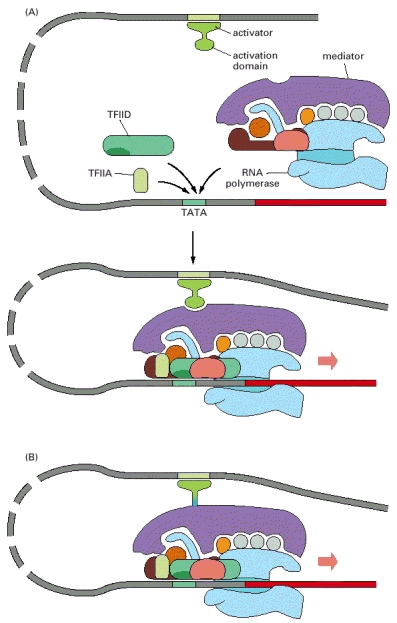 (A)
activator
activation
domain
mediator
TFIID
TFIIA
RNA
polymerase
TATA
(B)